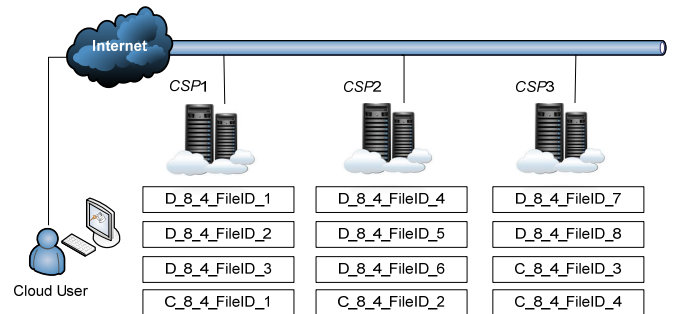 Internet
CSP1 CSP2 CSP3
D_8_4_FileID_1 D_8_4_FileID_4 D_8_4_FileID_7
D_8_4_FileID_2 D_8_4_FileID_5 D_8_4_FileID_8
D_8_4_FileID_3 D_8_4_FileID_6 C_8_4_FileID_3
Cloud User
C_8_4_FileID_1 C_8_4_FileID_2 C_8_4_FileID_4